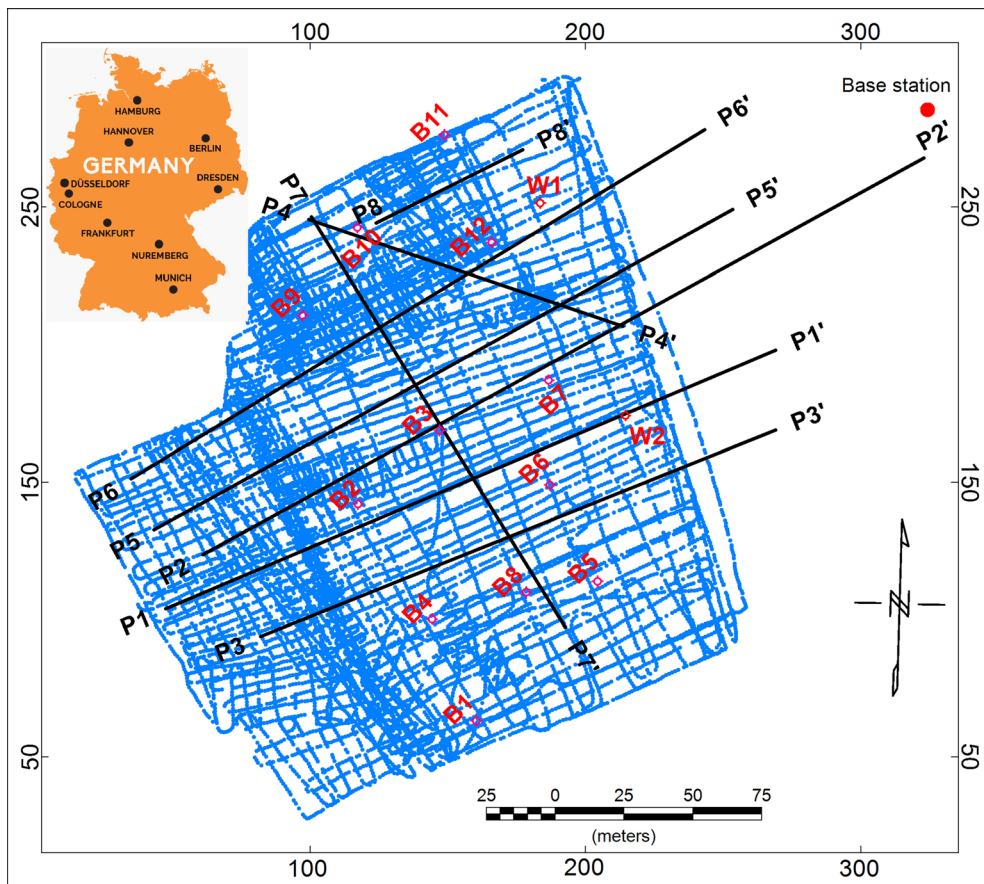 100
200
300
HAMBURG
HANNOVER
BERLIN
GERMANY
DÜSSELDORF
DRESDEN
COLOGNE
FRANKFURT
NUREMBERG
MUNICH
Base station
B11
P8'
P6'
P2'
P7
P4
P8
W1
P5'
250
250
B10
B12
B9
P4'
P1'
B3
B7
P3'
W2
P6
B2
B6
150
150
P5
P2
P1
B5
B8
B4
P3
P7'
N
B1
50
50
25
0
25
50
75
(meters)
100
200
300